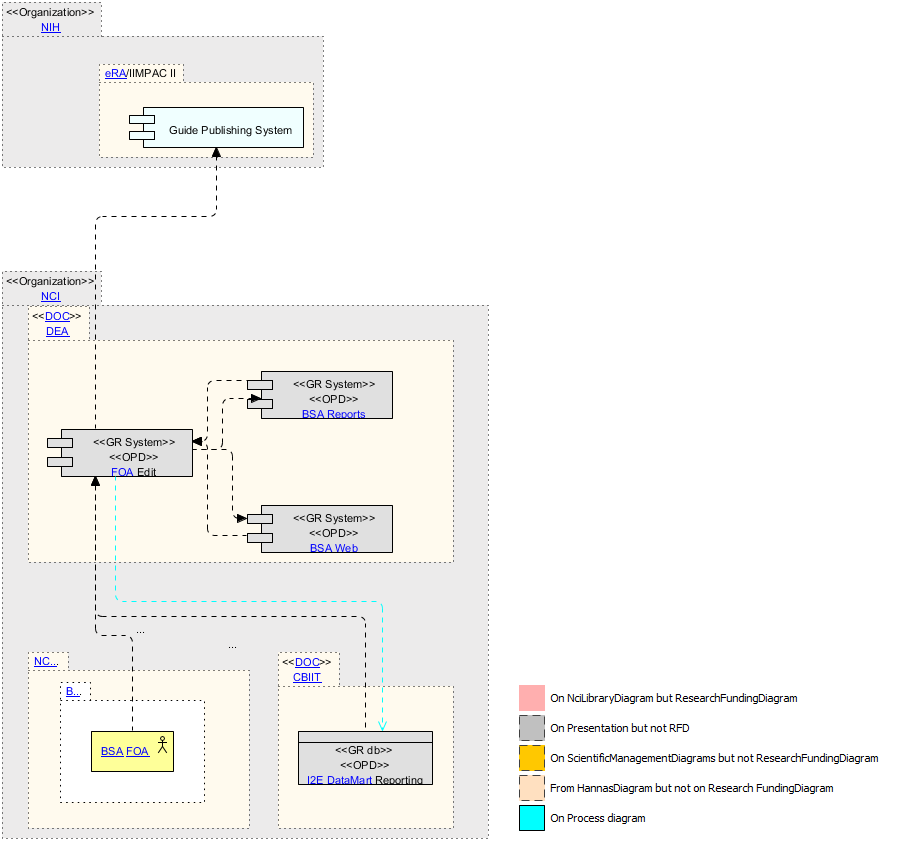 <<Organization>>
NIH
eRA/IIMPAC II
Guide Publishing System
<<Organization>>
NCI
<<DOC>>
DEA
<<GR System>>
<<OPD>>
BSA Reports
<<GR System>>
<<OPD>>
FOA Edit
<<GR System>>
<<OPD>>
BSA Web
...
...
NC...
<<DOC>>
CBIIT
B...
BSA FOA
<<GR db>>
<<OPD>>
I2E DataMart Reporting
On NciLibraryDiagram but ResearchFundingDiagram
On Presentation but not RFD
On ScientificManagementDiagrams but not ResearchFundingDiagram
From HannasDiagram but not on Research FundingDiagram
On Process diagram